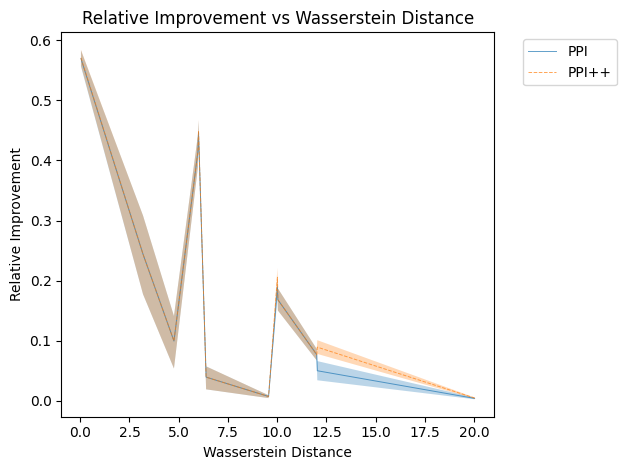 Relative Improvement vs Wasserstein Distance
PPI
PPI++
Relative Improvement
0.6
0.5
0.4
0.3
0.2
0.1
0.0
0.0 2.5 5.0 7.5 10.0 12.5 15.0 17.5 20.0
Wasserstein Distance